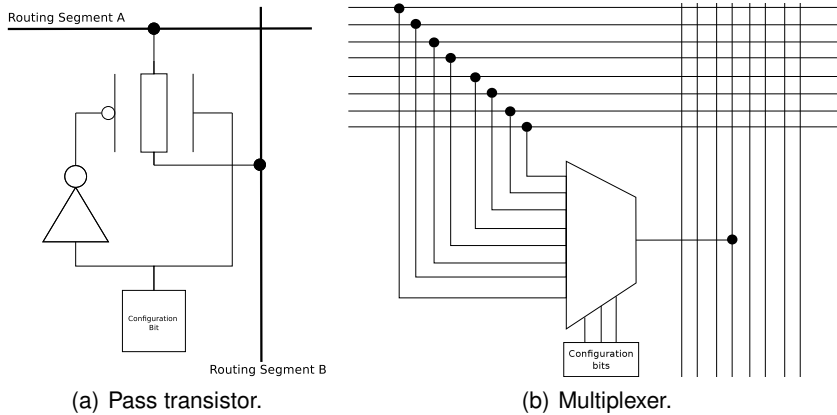 Routing Segment A
Configuration
Bit
Routing Segment B
(a) Pass transistor.
Configuration
bits
(b) Multiplexer.